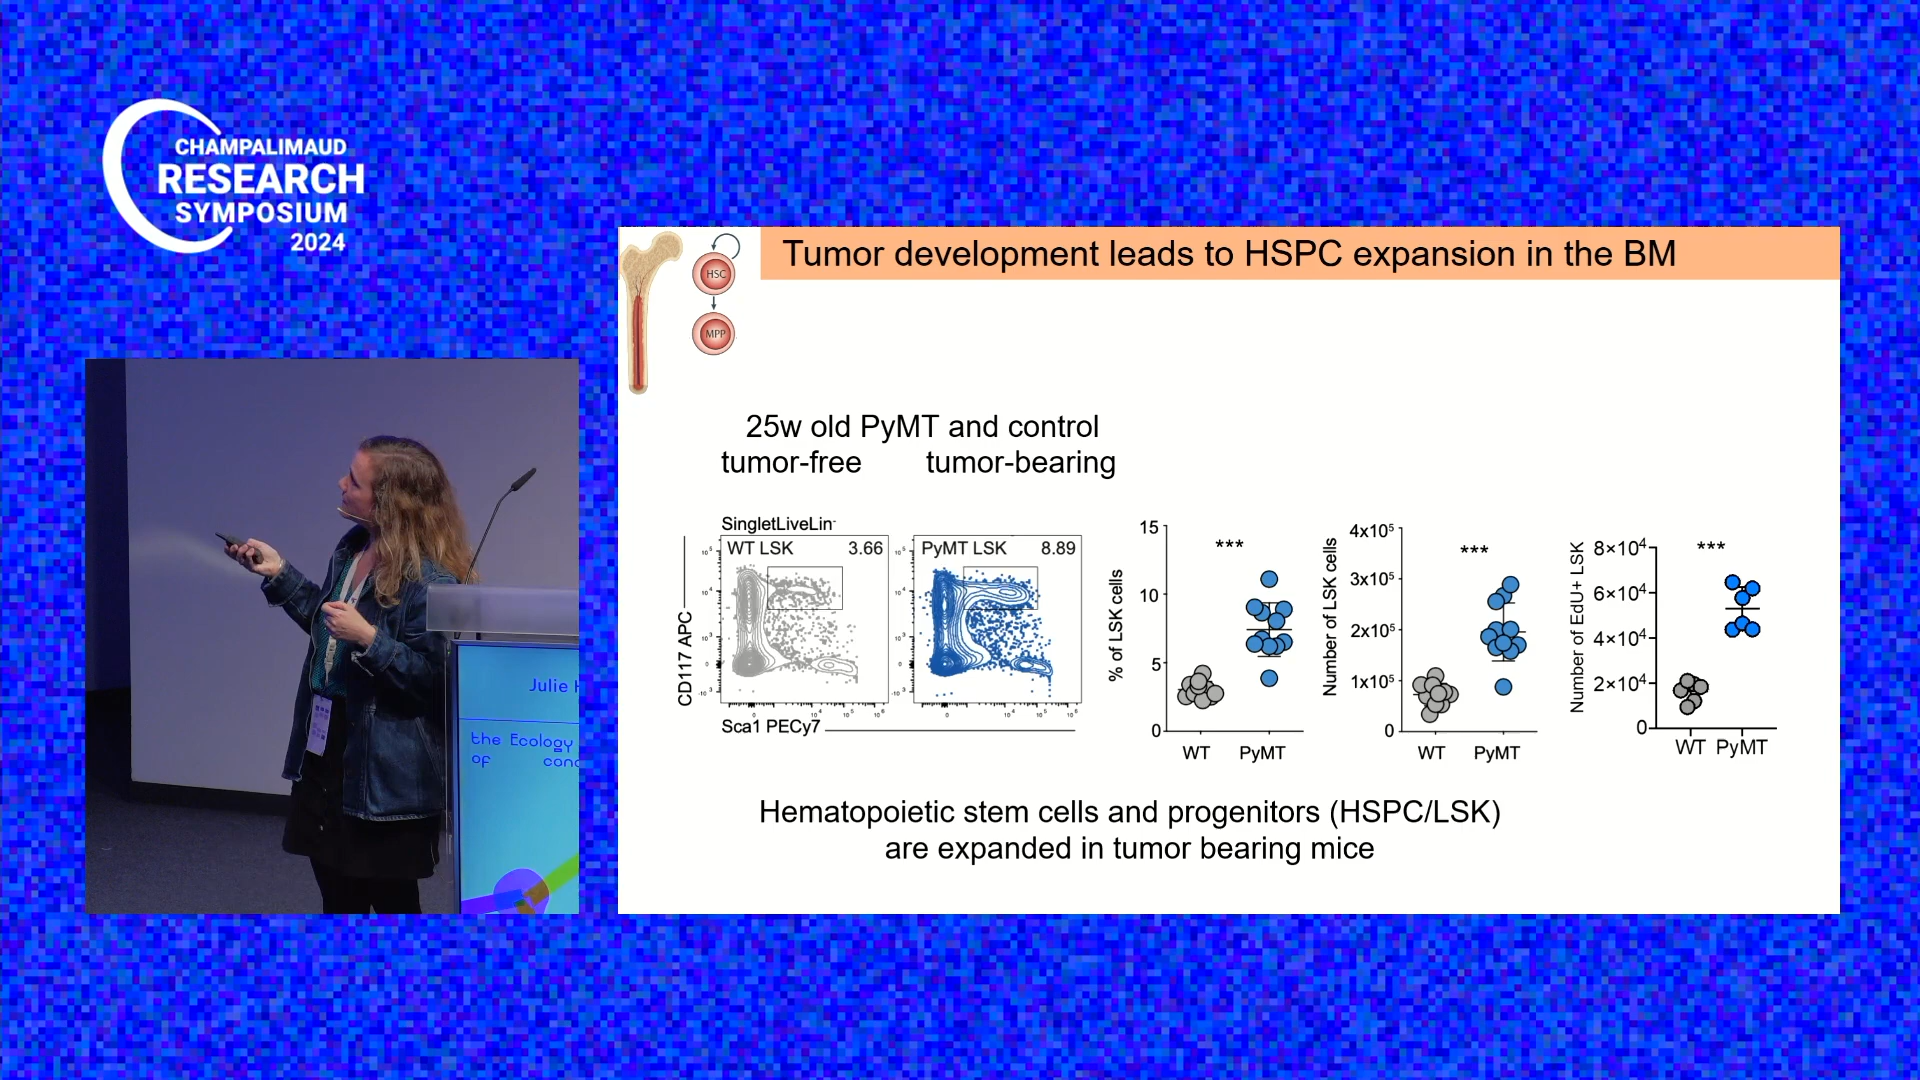 CHAMPALIMAUD
RESEARCH
SYMPOSIUM
2024
Tumor development leads to HSPC expansion in the BM
HSC
MPP
25w old PyMT and control
tumor-free tumor-bearing
SingletLiveLin-
WT LSK 3.66
PyMT LSK 8.89
CD117 APC
Sca1 PECy7
% of LSK cells
15
10
5
0
***
WT PyMT
Number of LSK cells
4x10⁵
3x10⁵
2x10⁵
1x10⁵
0
***
WT PyMT
Number of EdU+ LSK
8×10⁴
6×10⁴
4×10⁴
2×10⁴
0
***
WT PyMT
Hematopoietic stem cells and progenitors (HSPC/LSK)
are expanded in tumor bearing mice
Julie
the Ecology
of